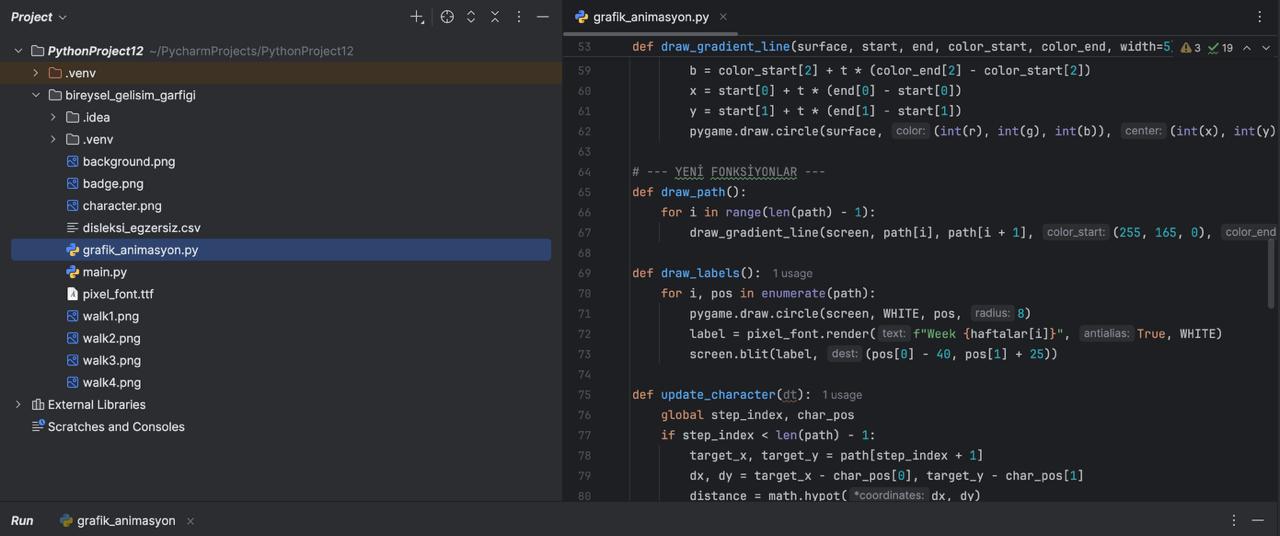 Project
PythonProject12 ~/PycharmProjects/PythonProject12
.venv
bireysel_gelisim_garfigi
.idea
.venv
background.png
badge.png
character.png
disleksi_egzersiz.csv
grafik_animasyon.py
main.py
pixel_font.ttf
walk1.png
walk2.png
walk3.png
walk4.png
External Libraries
Scratches and Consoles
grafik_animasyon.py
53 def draw_gradient_line(surface, start, end, color_start, color_end, width=5 3 19
59 b = color_start[2] + t * (color_end[2] - color_start[2])
60 x = start[0] + t * (end[0] - start[0])
61 y = start[1] + t * (end[1] - start[1])
62 pygame.draw.circle(surface, color: (int(r), int(g), int(b)), center: (int(x), int(y)
63
64 # --- YENİ FONKSİYONLAR ---
65 def draw_path():
66 for i in range(len(path) - 1):
67 draw_gradient_line(screen, path[i], path[i + 1], color_start: (255, 165, 0), color_end
68
69 def draw_labels(): 1 usage
70 for i, pos in enumerate(path):
71 pygame.draw.circle(screen, WHITE, pos, radius: 8)
72 label = pixel_font.render( text: f"Week {haftalar[i]}", antialias: True, WHITE)
73 screen.blit(label, dest: (pos[0] - 40, pos[1] + 25))
74
75 def update_character(dt): 1 usage
76 global step_index, char_pos
77 if step_index < len(path) - 1:
78 target_x, target_y = path[step_index + 1]
79 dx, dy = target_x - char_pos[0], target_y - char_pos[1]
80 distance = math.hypot( *coordinates: dx, dy)
Run grafik_animasyon